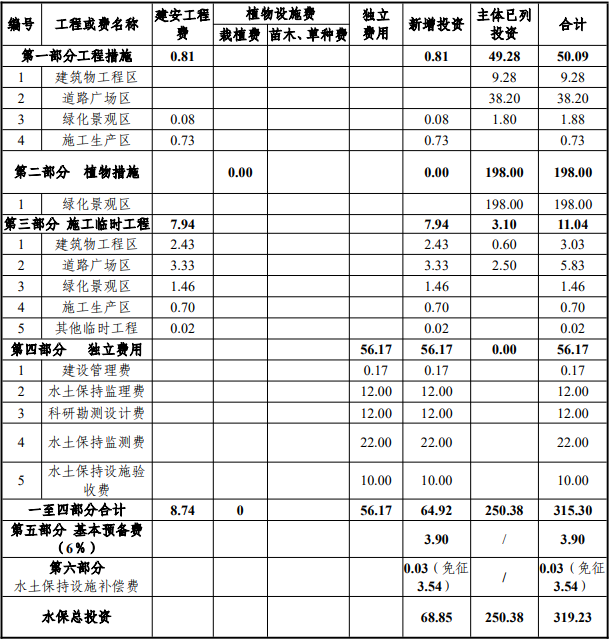 编号 工程或费名称 建安工程费 植物设施费 独立费用 新增投资 主体已列投资 合计
栽植费 苗木、草种费
第一部分工程措施 0.81 0.81 49.28 50.09
1 建筑物工程区 9.28 9.28
2 道路广场区 38.20 38.20
3 绿化景观区 0.08 0.08 1.80 1.88
4 施工生产区 0.73 0.73 0.73
第二部分 植物措施 0.00 0.00 198.00 198.00
1 绿化景观区 198.00 198.00
第三部分 施工临时工程 7.94 7.94 3.10 11.04
1 建筑物工程区 2.43 2.43 0.60 3.03
2 道路广场区 3.33 3.33 2.50 5.83
3 绿化景观区 1.46 1.46 1.46
4 施工生产区 0.70 0.70 0.70
5 其他临时工程 0.02 0.02 0.02
第四部分 独立费用 56.17 56.17 0.00 56.17
1 建设管理费 0.17 0.17 0.17
2 水土保持监理费 12.00 12.00 12.00
3 科研勘测设计费 12.00 12.00 12.00
4 水土保持监测费 22.00 22.00 22.00
5 水土保持设施验收费 10.00 10.00 10.00
一至四部分合计 8.74 0 56.17 64.92 250.38 315.30
第五部分 基本预备费（6%） 3.90 / 3.90
第六部分
水土保持设施补偿费 0.03（免征3.54） / 0.03（免征3.54）
水保总投资 68.85 250.38 319.23